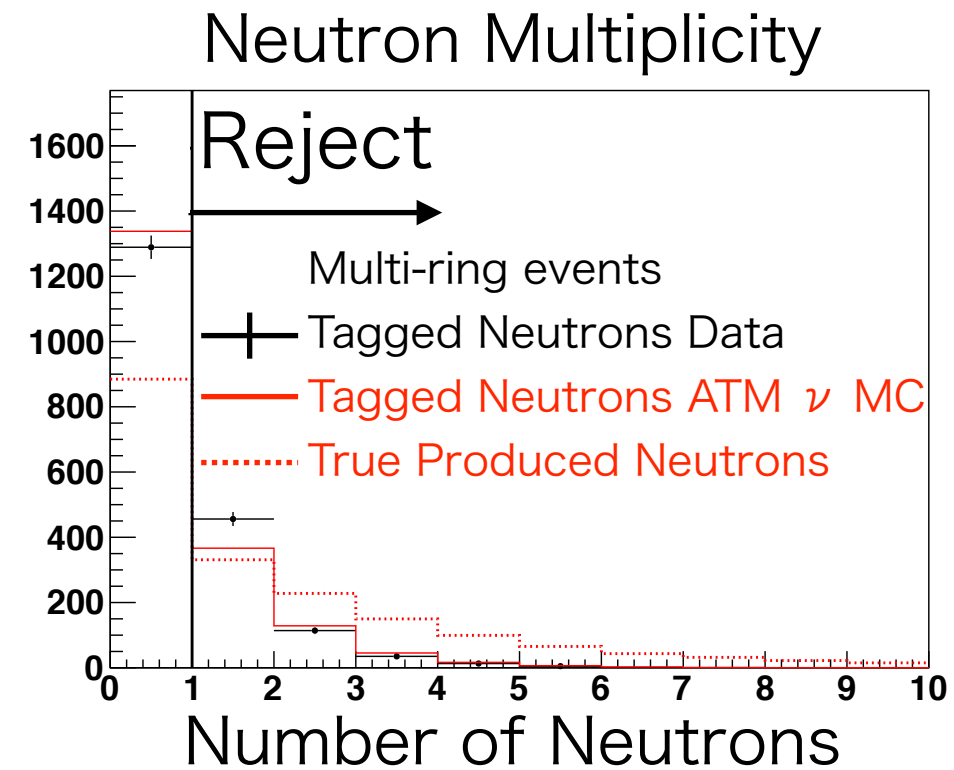 Neutron Multiplicity
1600
1400
1200
1000
800
600
400
200
0
Reject
Multi-ring events
Tagged Neutrons Data
Tagged Neutrons ATM ν MC
True Produced Neutrons
0 1 2 3 4 5 6 7 8 9 10
Number of Neutrons